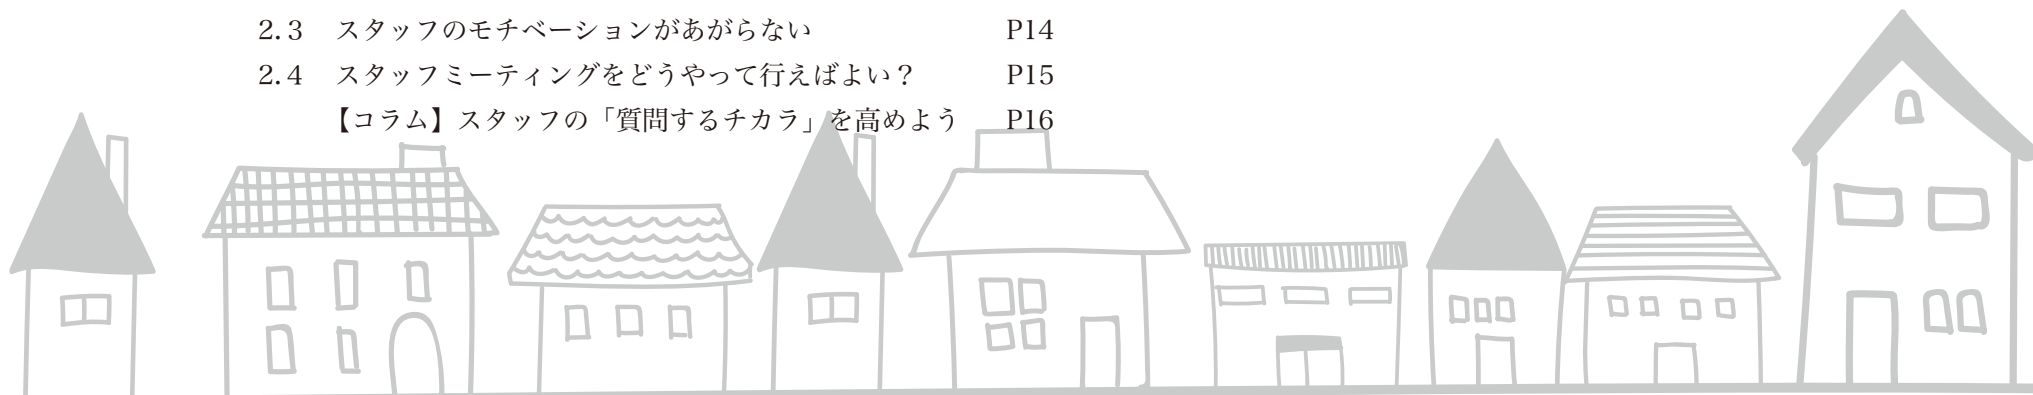 2.3 スタッフのモチベーションがあがらない P14
2.4 スタッフミーティングをどうやって行えばよい? P15
【コラム】スタッフの「質問するチカラ」を高めよう P16